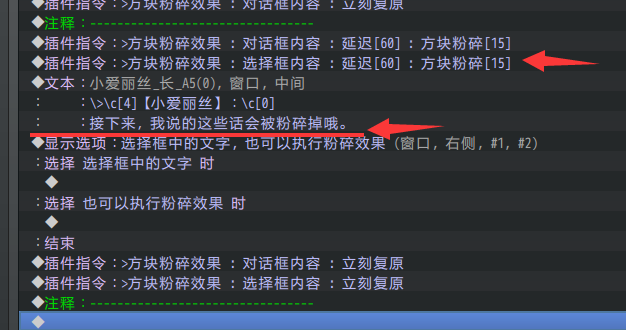 ◆插件指令：>方块粉碎效果 : 对话框内容 : 立刻复原
◆注释：--------------------------------
◆插件指令：>方块粉碎效果 : 对话框内容 : 延迟[60] : 方块粉碎[15]
◆插件指令：>方块粉碎效果 : 选择框内容 : 延迟[60] : 方块粉碎[15]
◆文本：小爱丽丝_长_A5(0), 窗口, 中间
：　　：\>\c[4]【小爱丽丝】：\c[0]
：　　：接下来，我说的这些话会被粉碎掉哦。
◆显示选项：选择框中的文字, 也可以执行粉碎效果 (窗口, 右侧, #1, #2)
：选择 选择框中的文字 时
◆
：选择 也可以执行粉碎效果 时
◆
：结束
◆插件指令：>方块粉碎效果 : 对话框内容 : 立刻复原
◆插件指令：>方块粉碎效果 : 选择框内容 : 立刻复原
◆注释：--------------------------------
◆